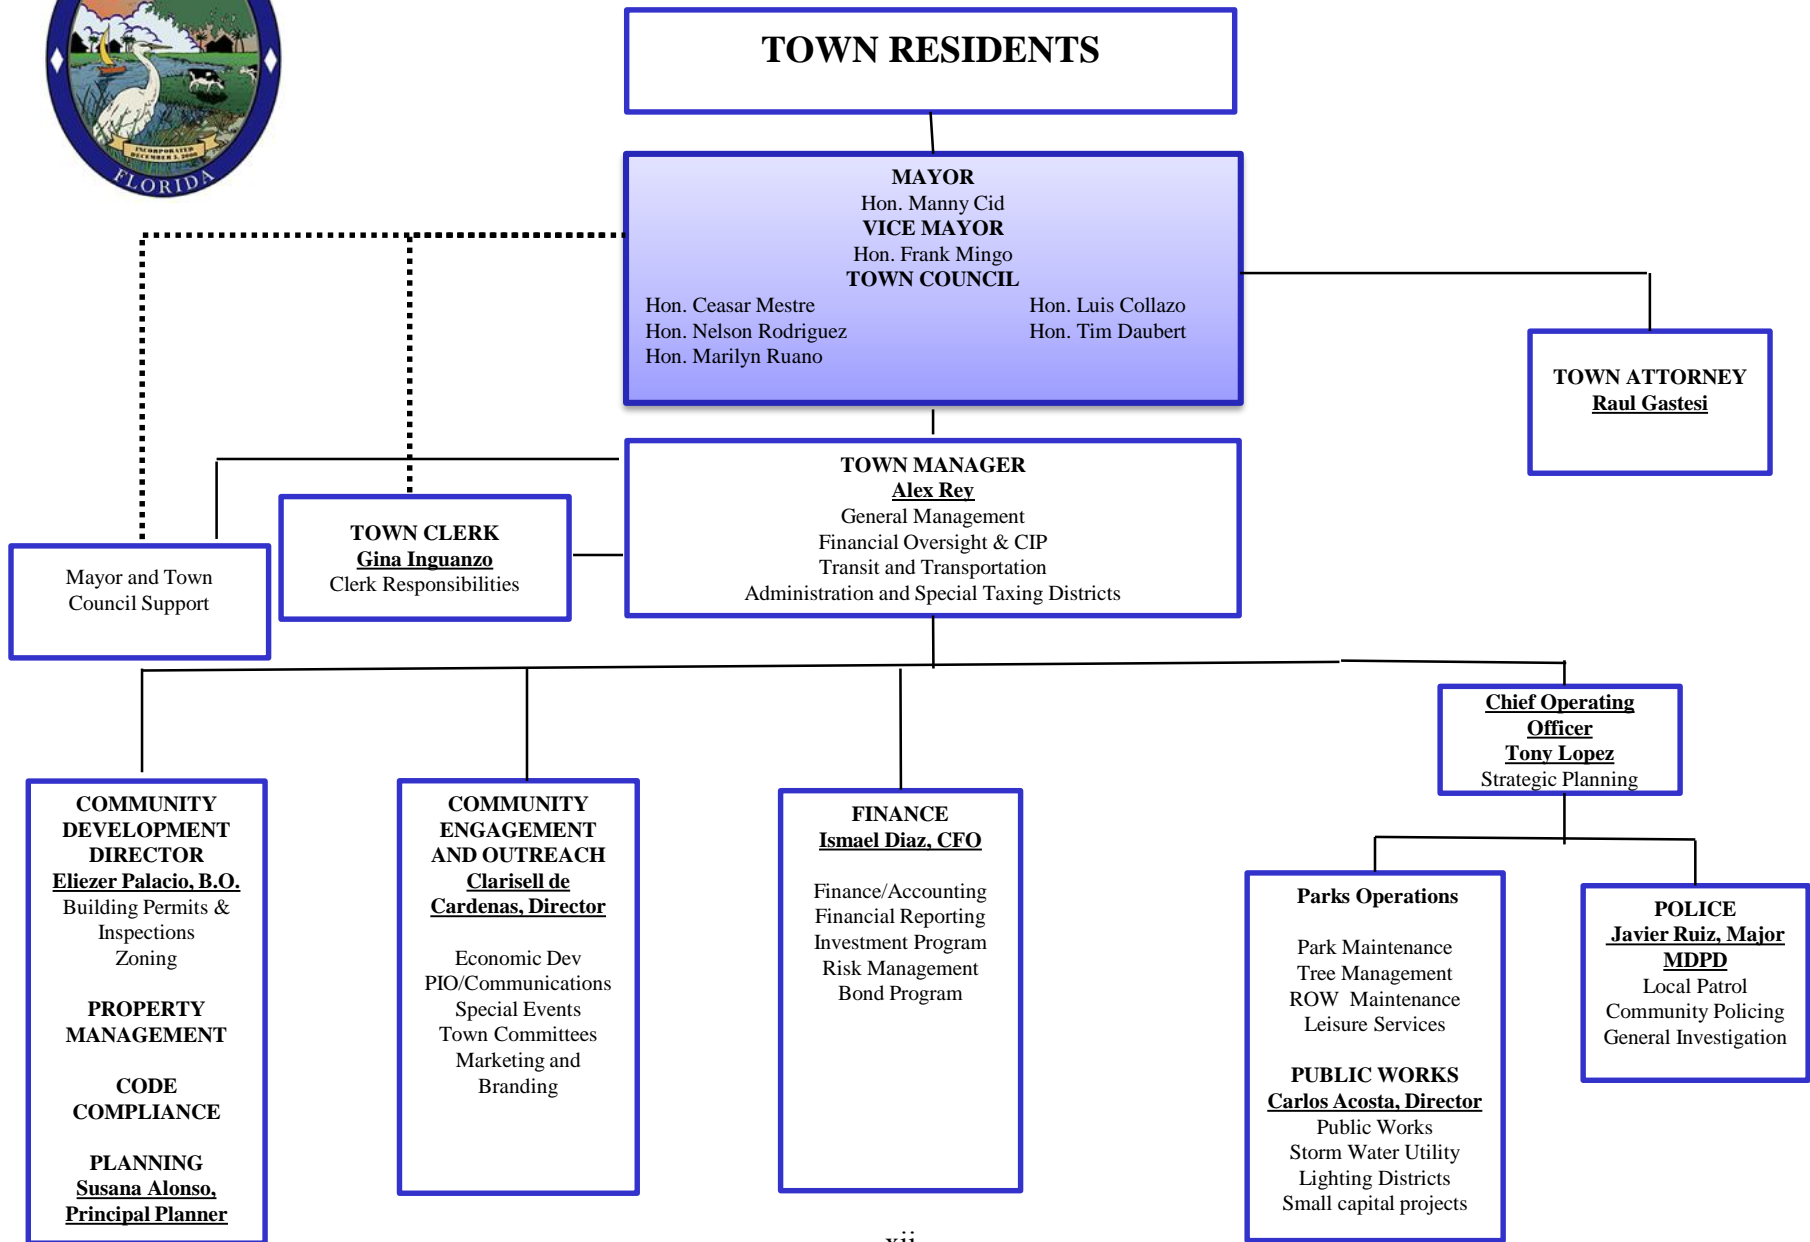 INCORPORATED
DECEMBER 5, 2000
FLORIDA
TOWN RESIDENTS
MAYOR
Hon. Manny Cid
VICE MAYOR
Hon. Frank Mingo
TOWN COUNCIL
Hon. Ceasar Mestre
Hon. Nelson Rodriguez
Hon. Marilyn Ruano
Hon. Luis Collazo
Hon. Tim Daubert
TOWN ATTORNEY
Raul Gastesi
TOWN MANAGER
Alex Rey
General Management
Financial Oversight & CIP
Transit and Transportation
Administration and Special Taxing Districts
TOWN CLERK
Gina Inguanzo
Clerk Responsibilities
Mayor and Town
Council Support
Chief Operating
Officer
Tony Lopez
Strategic Planning
COMMUNITY
DEVELOPMENT
DIRECTOR
Eliezer Palacio, B.O.
Building Permits &
Inspections
Zoning
PROPERTY
MANAGEMENT
CODE
COMPLIANCE
PLANNING
Susana Alonso,
Principal Planner
COMMUNITY
ENGAGEMENT
AND OUTREACH
Clarisell de
Cardenas, Director
Economic Dev
PIO/Communications
Special Events
Town Committees
Marketing and
Branding
FINANCE
Ismael Diaz, CFO
Finance/Accounting
Financial Reporting
Investment Program
Risk Management
Bond Program
Parks Operations
Park Maintenance
Tree Management
ROW Maintenance
Leisure Services
PUBLIC WORKS
Carlos Acosta, Director
Public Works
Storm Water Utility
Lighting Districts
Small capital projects
POLICE
Javier Ruiz, Major
MDPD
Local Patrol
Community Policing
General Investigation
xii